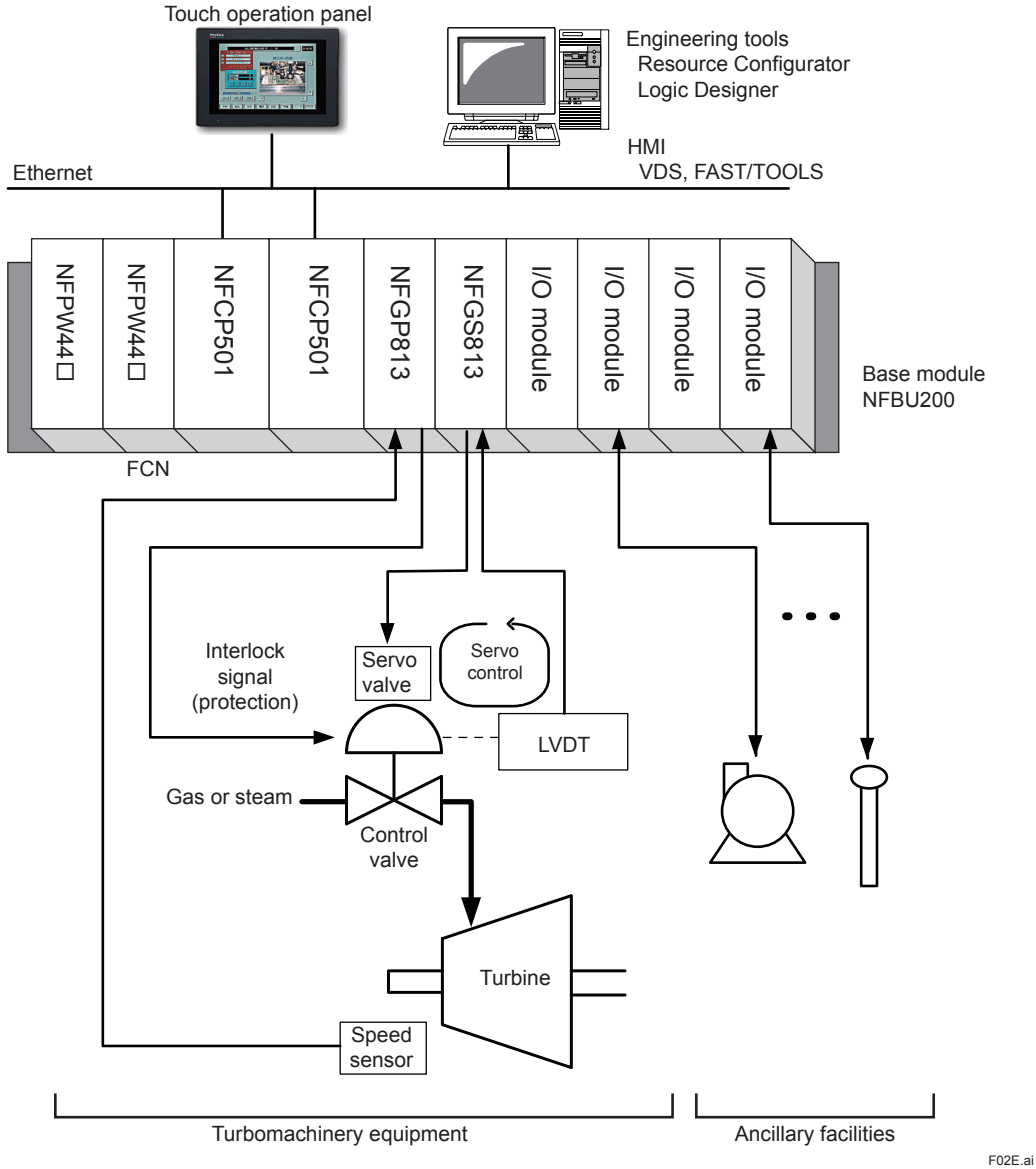 Touch operation panel
Engineering tools
Resource Configurator
Logic Designer
HMI
VDS, FAST/TOOLS
Ethernet
NFPW44□
NFPW44□
NFCP501
NFCP501
NFGP813
NFGS813
I/O module
I/O module
I/O module
I/O module
Base module
NFBU200
FCN
Interlock
signal
(protection)
Servo
valve
Servo
control
LVDT
Gas or steam
Control
valve
Turbine
Speed
sensor
Turbomachinery equipment
Ancillary facilities
F02E.ai